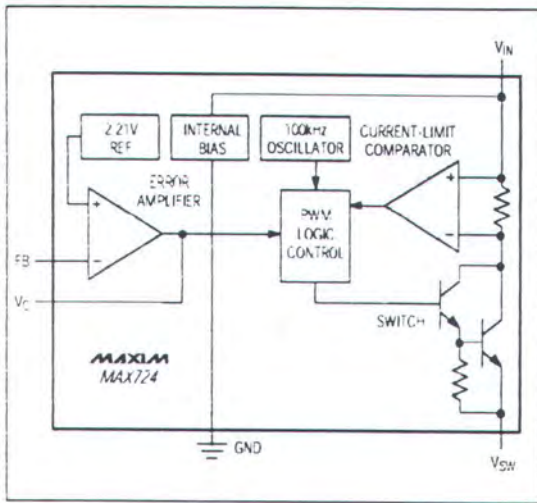 VIN
2.21V
REF
INTERNAL
BIAS
100kHz
OSCILLATOR
CURRENT-LIMIT
COMPARATOR
+
−
ERROR
AMPLIFIER
+
−
PWM
LOGIC
CONTROL
FB
VC
SWITCH
MAXIM
MAX724
GND
VSW